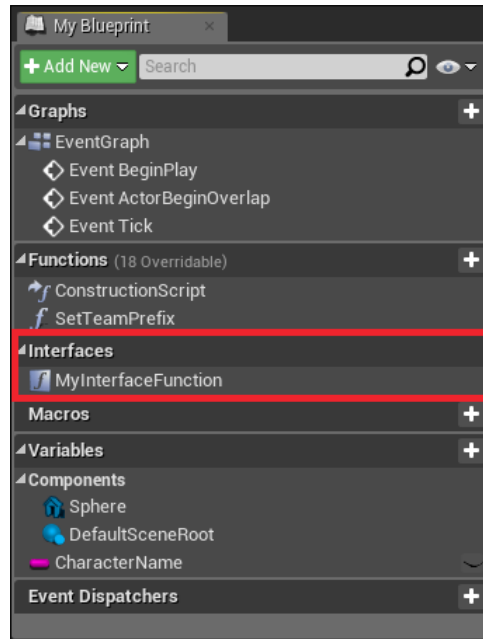 My Blueprint
Add New
Search
Graphs
EventGraph
Event BeginPlay
Event ActorBeginOverlap
Event Tick
Functions (18 Overridable)
ConstructionScript
SetTeamPrefix
Interfaces
MyInterfaceFunction
Macros
Variables
Components
Sphere
DefaultSceneRoot
CharacterName
Event Dispatchers